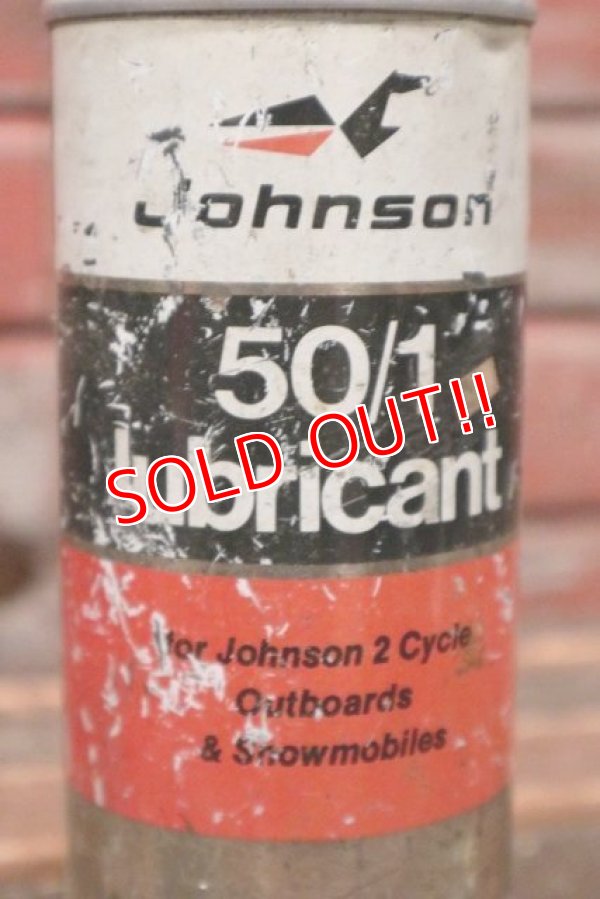 Johnson
50/1
lubricant
SOLD OUT!!
for Johnson 2 Cycle
Outboards
& Snowmobiles